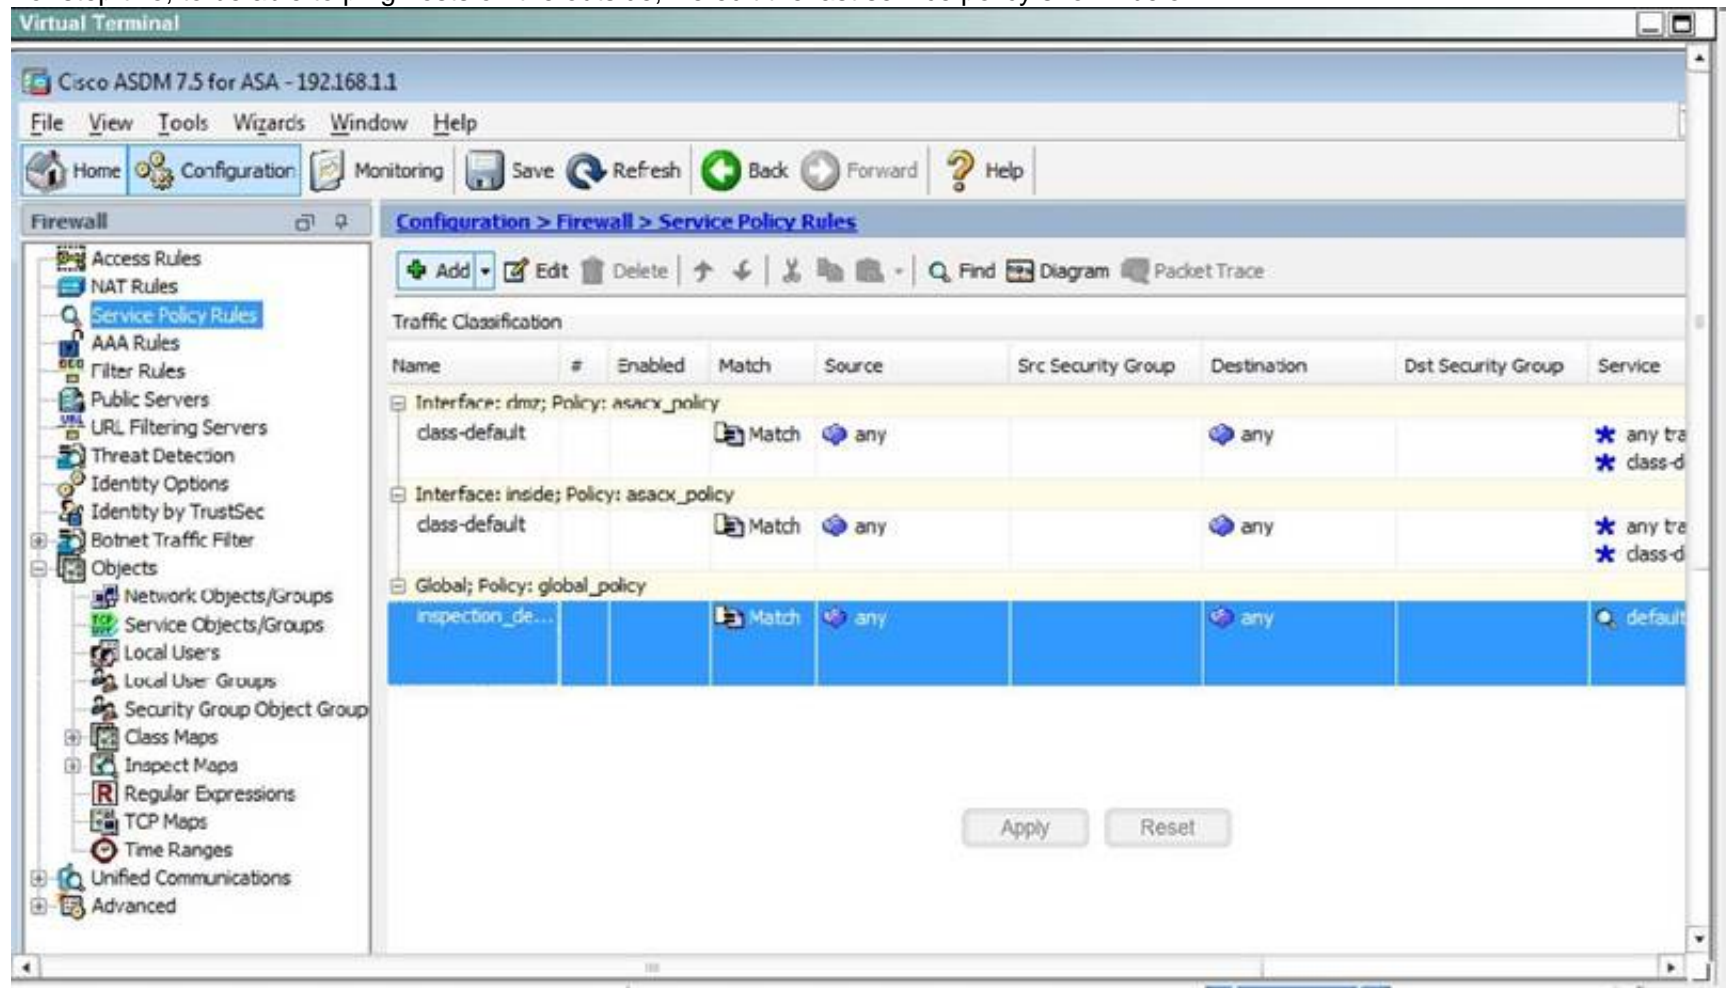 Virtual Terminal
Cisco ASDM 7.5 for ASA - 192.168.1.1
File View Tools Wizards Window Help
Home Configuration Monitoring Save Refresh Back Forward Help
Firewall
Configuration > Firewall > Service Policy Rules
Access Rules
NAT Rules
Service Policy Rules
AAA Rules
Filter Rules
Public Servers
URL Filtering Servers
Threat Detection
Identity Options
Identity by TrustSec
Botnet Traffic Filter
Objects
Network Objects/Groups
Service Objects/Groups
Local Users
Local User Groups
Security Group Object Group
Class Maps
Inspect Maps
Regular Expressions
TCP Maps
Time Ranges
Unified Communications
Advanced
Add Edit Delete Find Diagram Packet Trace
Traffic Classification
Name # Enabled Match Source Src Security Group Destination Dst Security Group Service
Interface: dmz; Policy: asacx_policy
class-default Match any any any tra
class-d
Interface: inside; Policy: asacx_policy
class-default Match any any any tra
class-d
Global; Policy: global_policy
inspection_de... Match any any default
Apply Reset